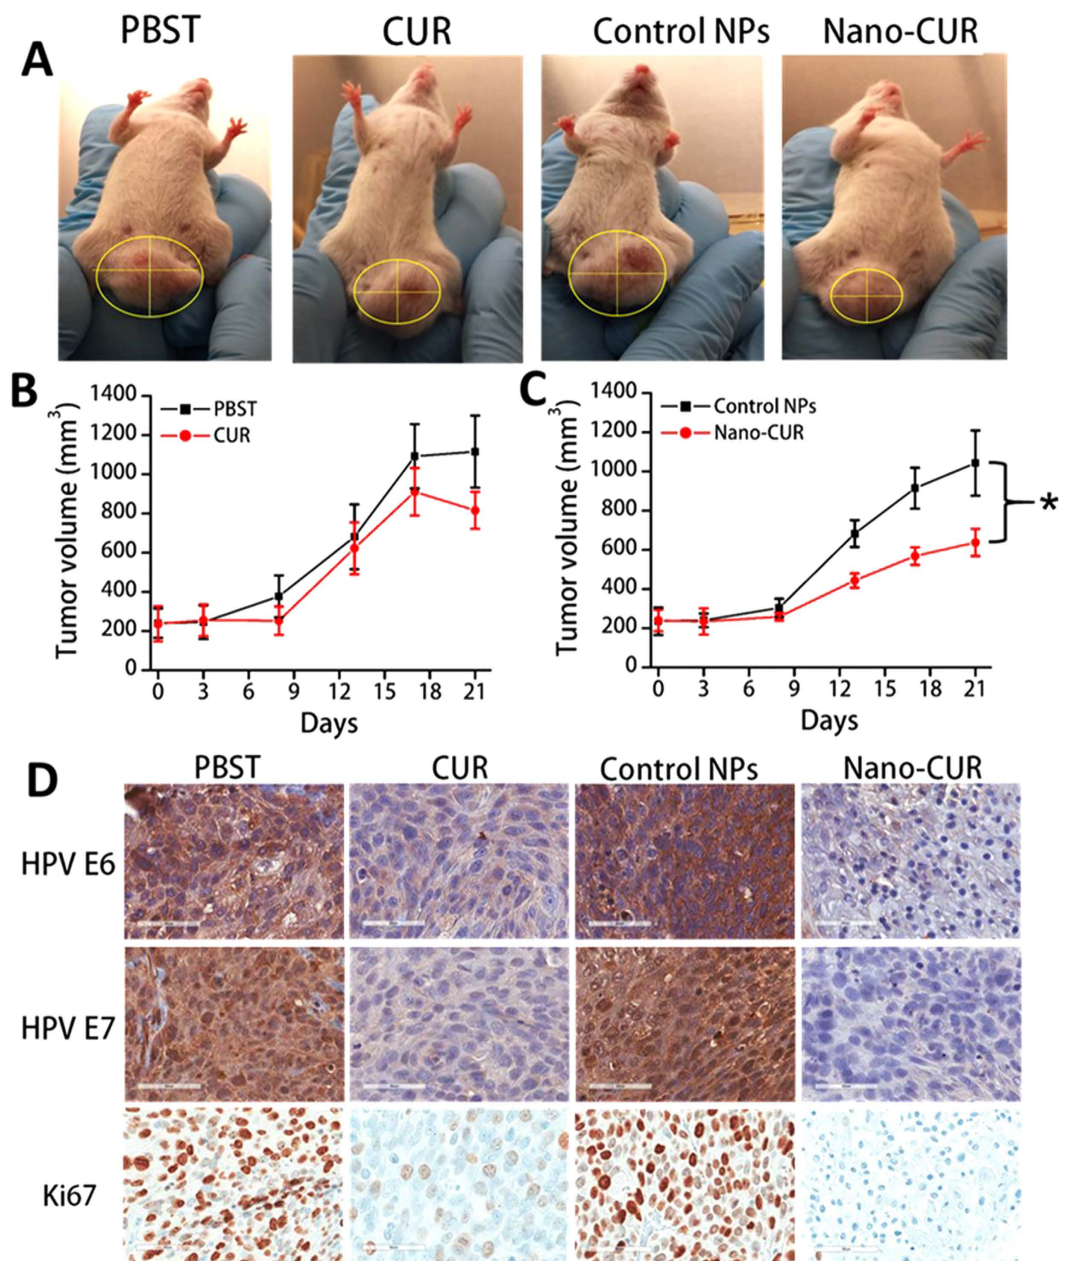 PBST CUR Control NPs Nano-CUR
A
B
1400
1200
1000
800
600
400
200
0
Tumor volume (mm³)
PBST
CUR
0 3 6 9 12 15 18 21
Days
C
1400
1200
1000
800
600
400
200
0
Tumor volume (mm³)
Control NPs
Nano-CUR
*
0 3 6 9 12 15 18 21
Days
D
PBST CUR Control NPs Nano-CUR
HPV E6
HPV E7
Ki67